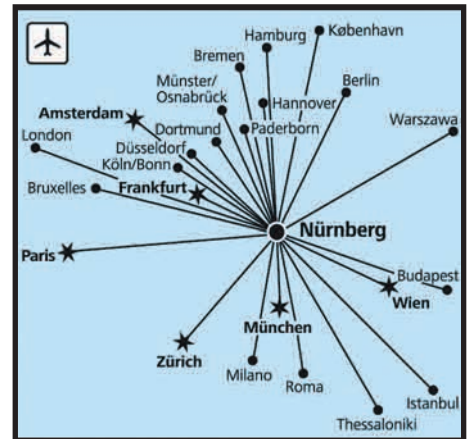 København
Hamburg
Bremen
Berlin
Münster/
Osnabrück
Hannover
Amsterdam
Warszawa
Dortmund
Paderborn
London
Düsseldorf
Köln/Bonn
Bruxelles
Frankfurt
Nürnberg
Paris
Budapest
Wien
München
Zürich
Milano
Roma
Istanbul
Thessaloniki